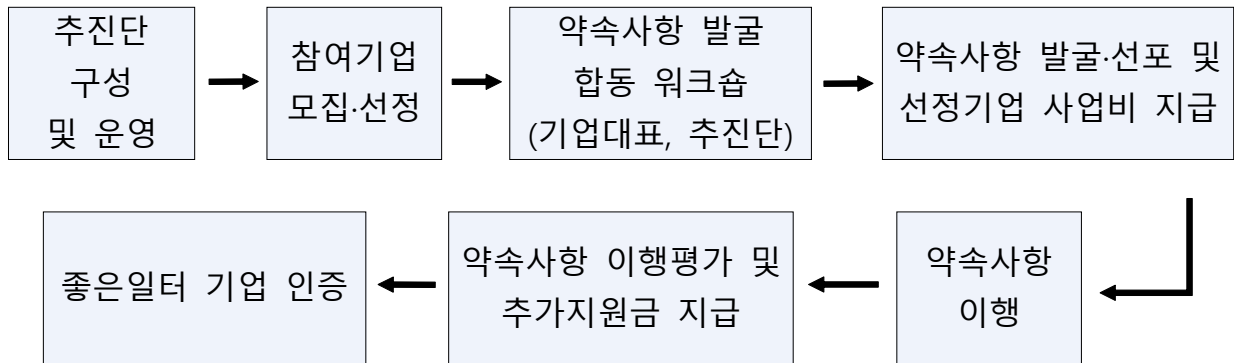 추진단
구성
및 운영
참여기업
모집·선정
약속사항 발굴
합동 워크숍
(기업대표, 추진단)
약속사항 발굴·선포 및
선정기업 사업비 지급
약속사항
이행
약속사항 이행평가 및
추가지원금 지급
좋은일터 기업 인증